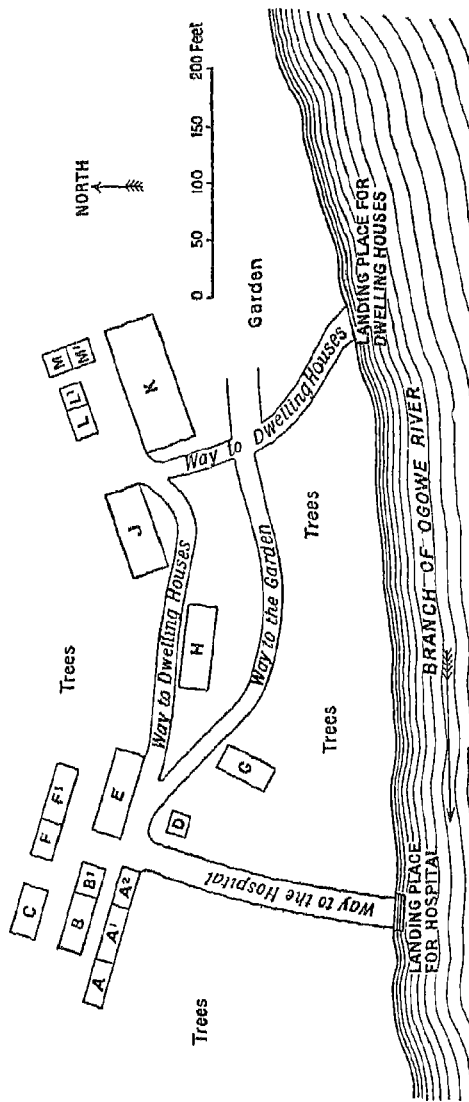 NORTH
0 50 100 150 200 Feet
C
F F¹
B B¹
A A¹ A²
E
D
G
H
J
K
L L¹
M M¹
Trees
Trees
Trees
Trees
Garden
Way to Dwelling Houses
Way to Dwelling Houses
Way to the Garden
Way to the Hospital
LANDING PLACE
FOR HOSPITAL
LANDING PLACE FOR
DWELLING HOUSES
BRANCH OF OGOWE RIVER